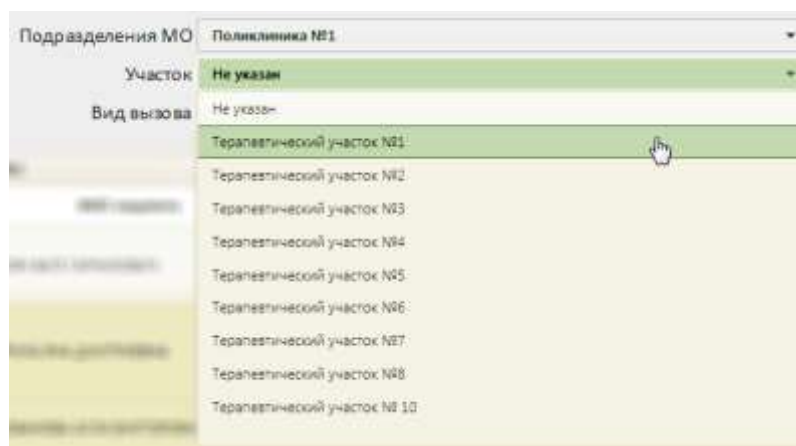 Подразделения МО Поликлиника №1
Участок Не указан
Вид вызова Не указан
Терапевтический участок №1
Терапевтический участок №2
Терапевтический участок №3
Терапевтический участок №4
Терапевтический участок №5
Терапевтический участок №6
Терапевтический участок №7
Терапевтический участок №8
Терапевтический участок № 10